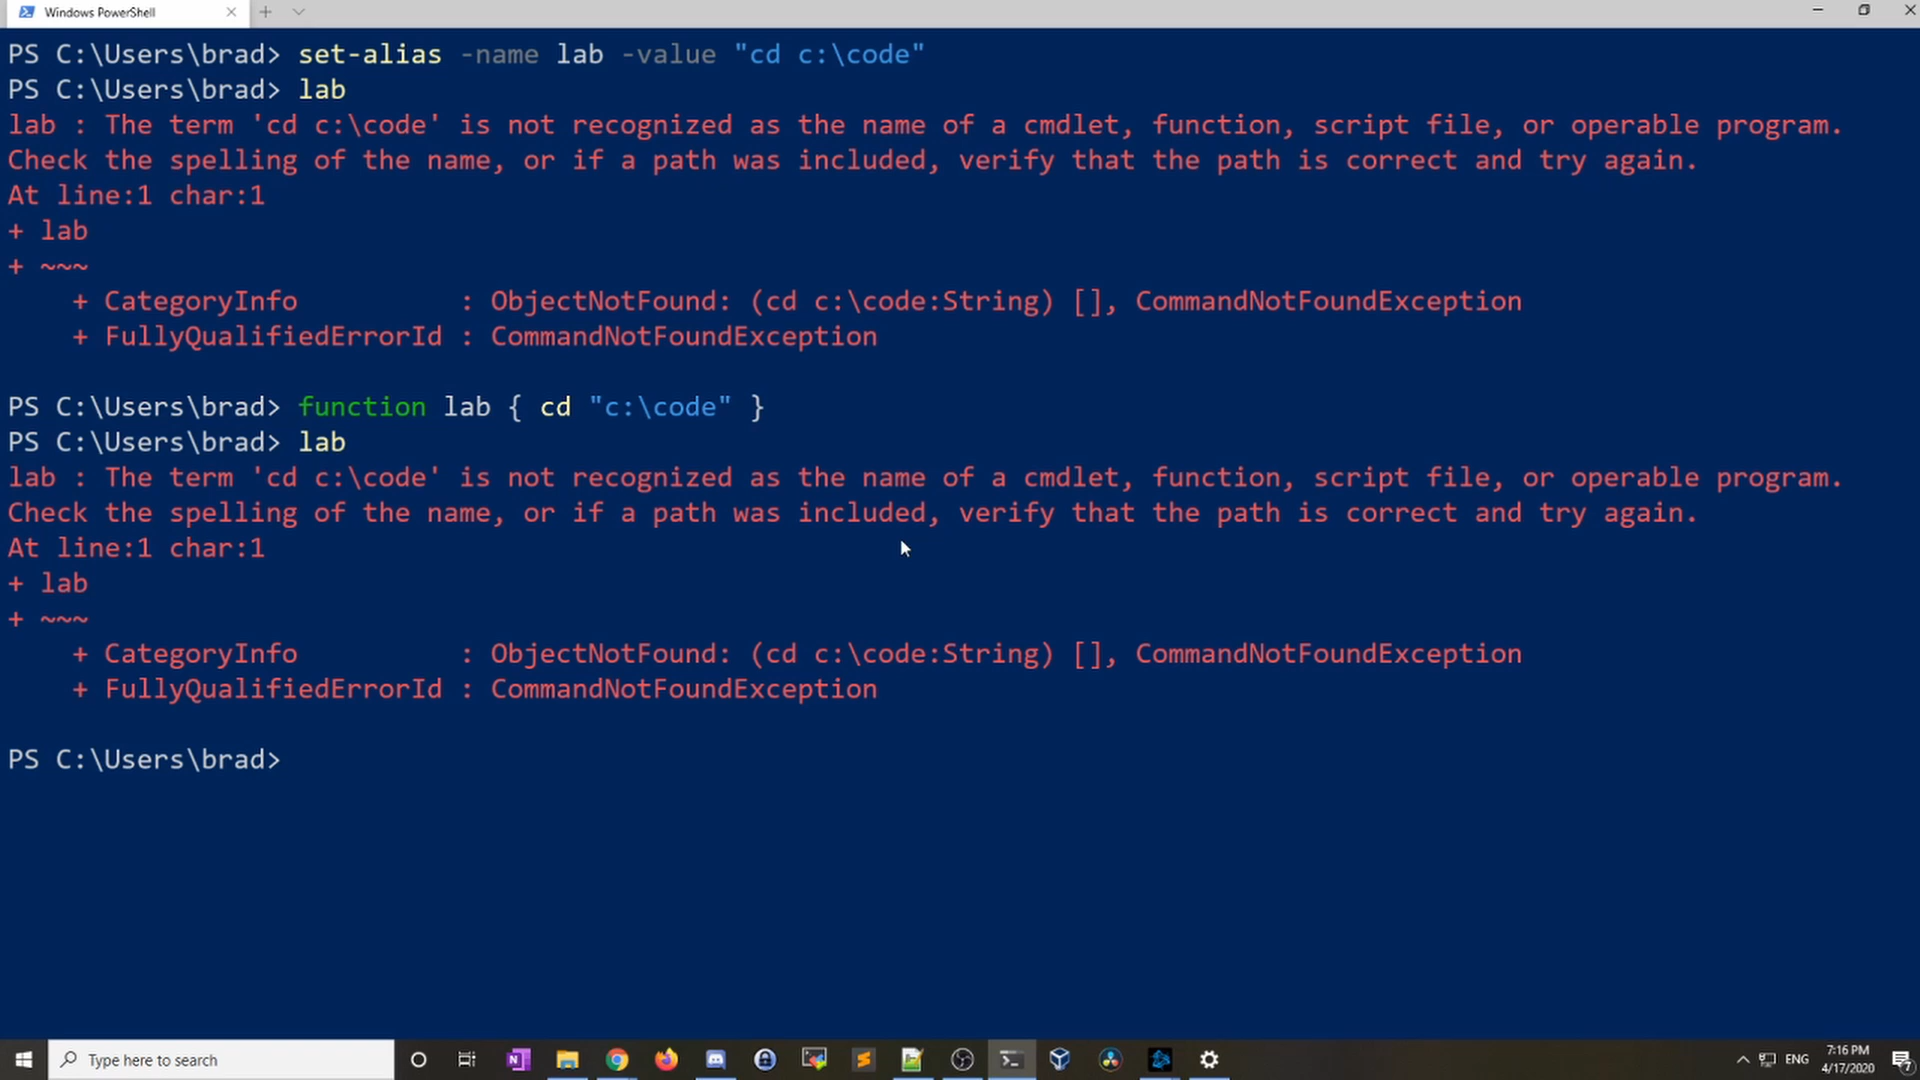 Windows PowerShell
PS C:\Users\brad> set-alias -name lab -value "cd c:\code"
PS C:\Users\brad> lab
lab : The term 'cd c:\code' is not recognized as the name of a cmdlet, function, script file, or operable program.
Check the spelling of the name, or if a path was included, verify that the path is correct and try again.
At line:1 char:1
+ lab
+ ~~~
    + CategoryInfo          : ObjectNotFound: (cd c:\code:String) [], CommandNotFoundException
    + FullyQualifiedErrorId : CommandNotFoundException
PS C:\Users\brad> function lab { cd "c:\code" }
PS C:\Users\brad> lab
lab : The term 'cd c:\code' is not recognized as the name of a cmdlet, function, script file, or operable program.
Check the spelling of the name, or if a path was included, verify that the path is correct and try again.
At line:1 char:1
+ lab
+ ~~~
    + CategoryInfo          : ObjectNotFound: (cd c:\code:String) [], CommandNotFoundException
    + FullyQualifiedErrorId : CommandNotFoundException
PS C:\Users\brad>
Type here to search
N
ENG
7:16 PM
4/17/2020
7